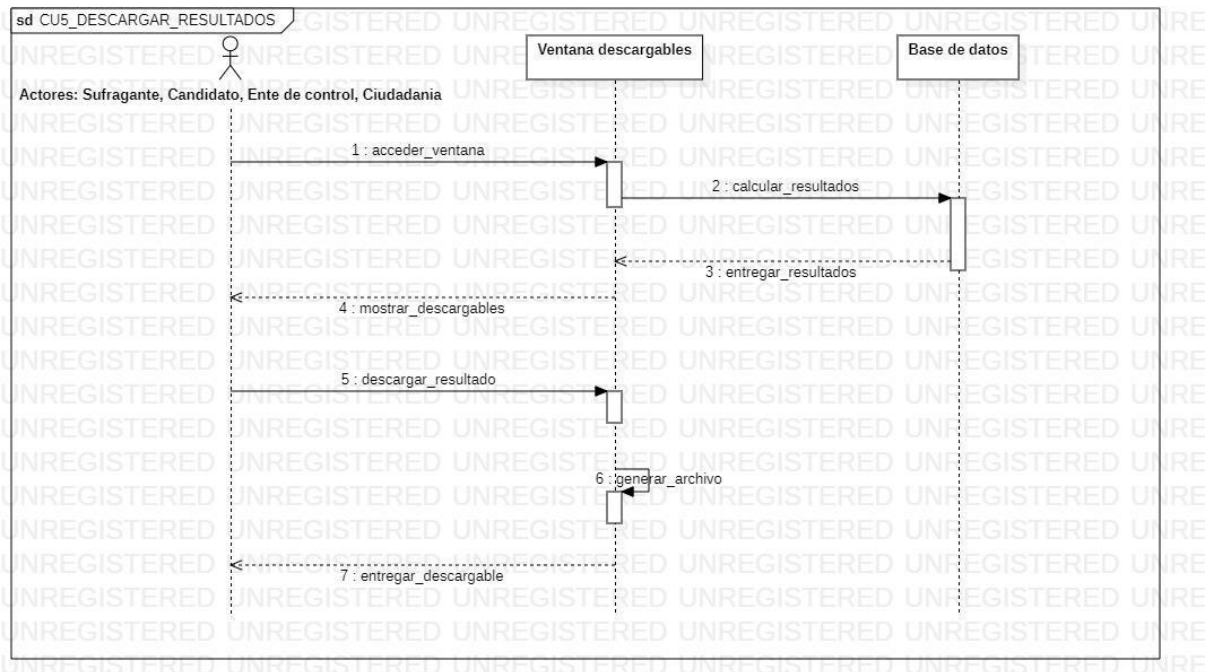 sd CU5_DESCARGAR_RESULTADOS
Ventana descargables
Base de datos
Actores: Sufragante, Candidato, Ente de control, Ciudadania
1 : acceder_ventana
2 : calcular_resultados
3 : entregar_resultados
4 : mostrar_descargables
5 : descargar_resultado
6 : generar_archivo
7 : entregar_descargable
UNREGISTERED